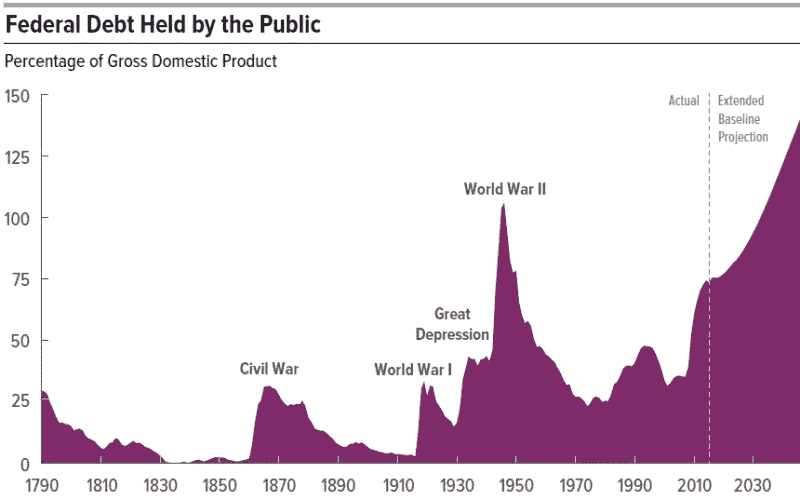 Federal Debt Held by the Public
Percentage of Gross Domestic Product
150
Actual
Extended
Baseline
Projection
125
World War II
100
75
Great
Depression
50
Civil War
World War I
25
0
1790 1810 1830 1850 1870 1890 1910 1930 1950 1970 1990 2010 2030